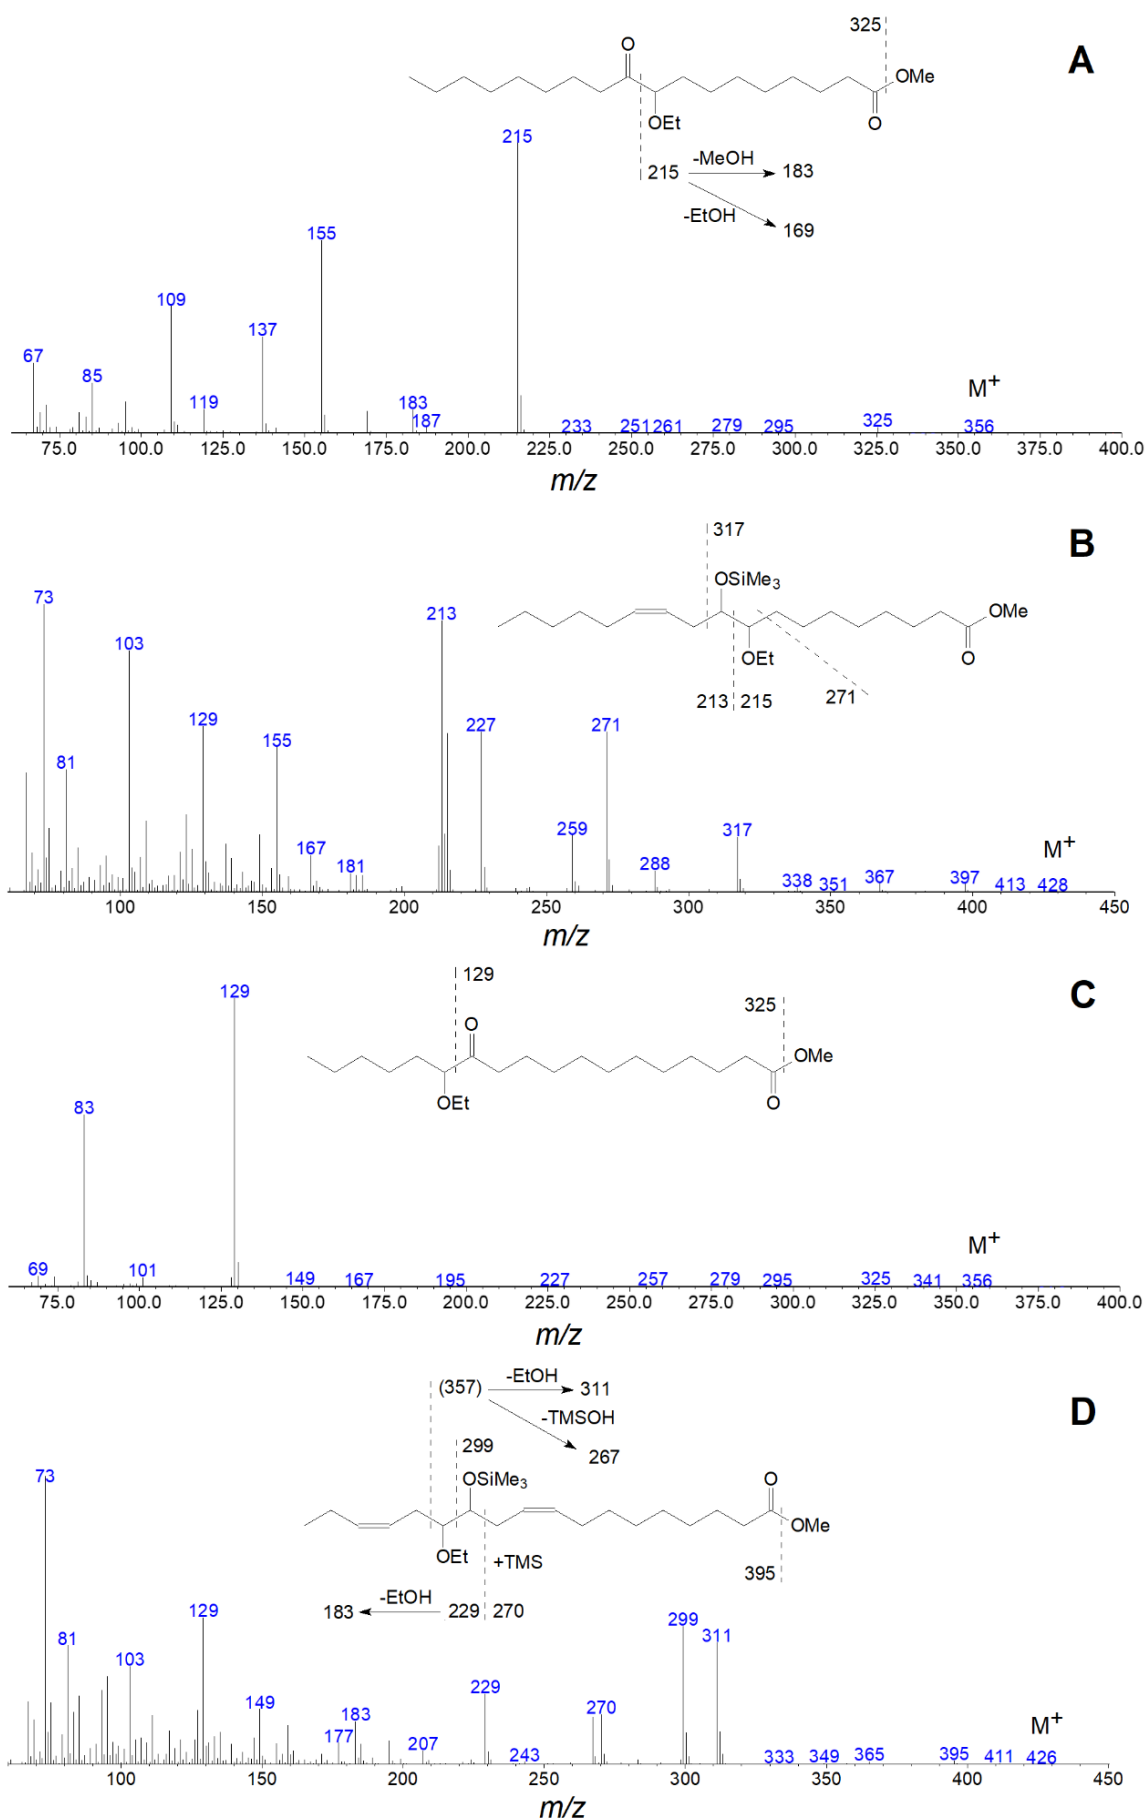 A
325
O
OMe
O
OEt
215 -MeOH 183
-EtOH
169
215
155
109
137
67
85
119
183
187
233 251 261 279 295 325 356
M+
75.0 100.0 125.0 150.0 175.0 200.0 225.0 250.0 275.0 300.0 325.0 350.0 375.0 400.0
m/z
B
317
OSiMe3
OMe
O
OEt
213 215 271
73
103
213
129
81
155
227
271
167
181
259
288
317
338 351 367 397 413 428
M+
100 150 200 250 300 350 400 450
m/z
C
129
325
O
OMe
O
OEt
129
83
69 101 149 167 195 227 257 279 295 325 341 356
M+
75.0 100.0 125.0 150.0 175.0 200.0 225.0 250.0 275.0 300.0 325.0 350.0 375.0 400.0
m/z
D
(357) -EtOH 311
-TMSOH
267
299
OSiMe3
O
OMe
OEt
+TMS
395
183 -EtOH 229 270
73
81
129
103
149
177
183
207
229
243
270
299
311
333 349 365 395 411 426
M+
100 150 200 250 300 350 400 450
m/z